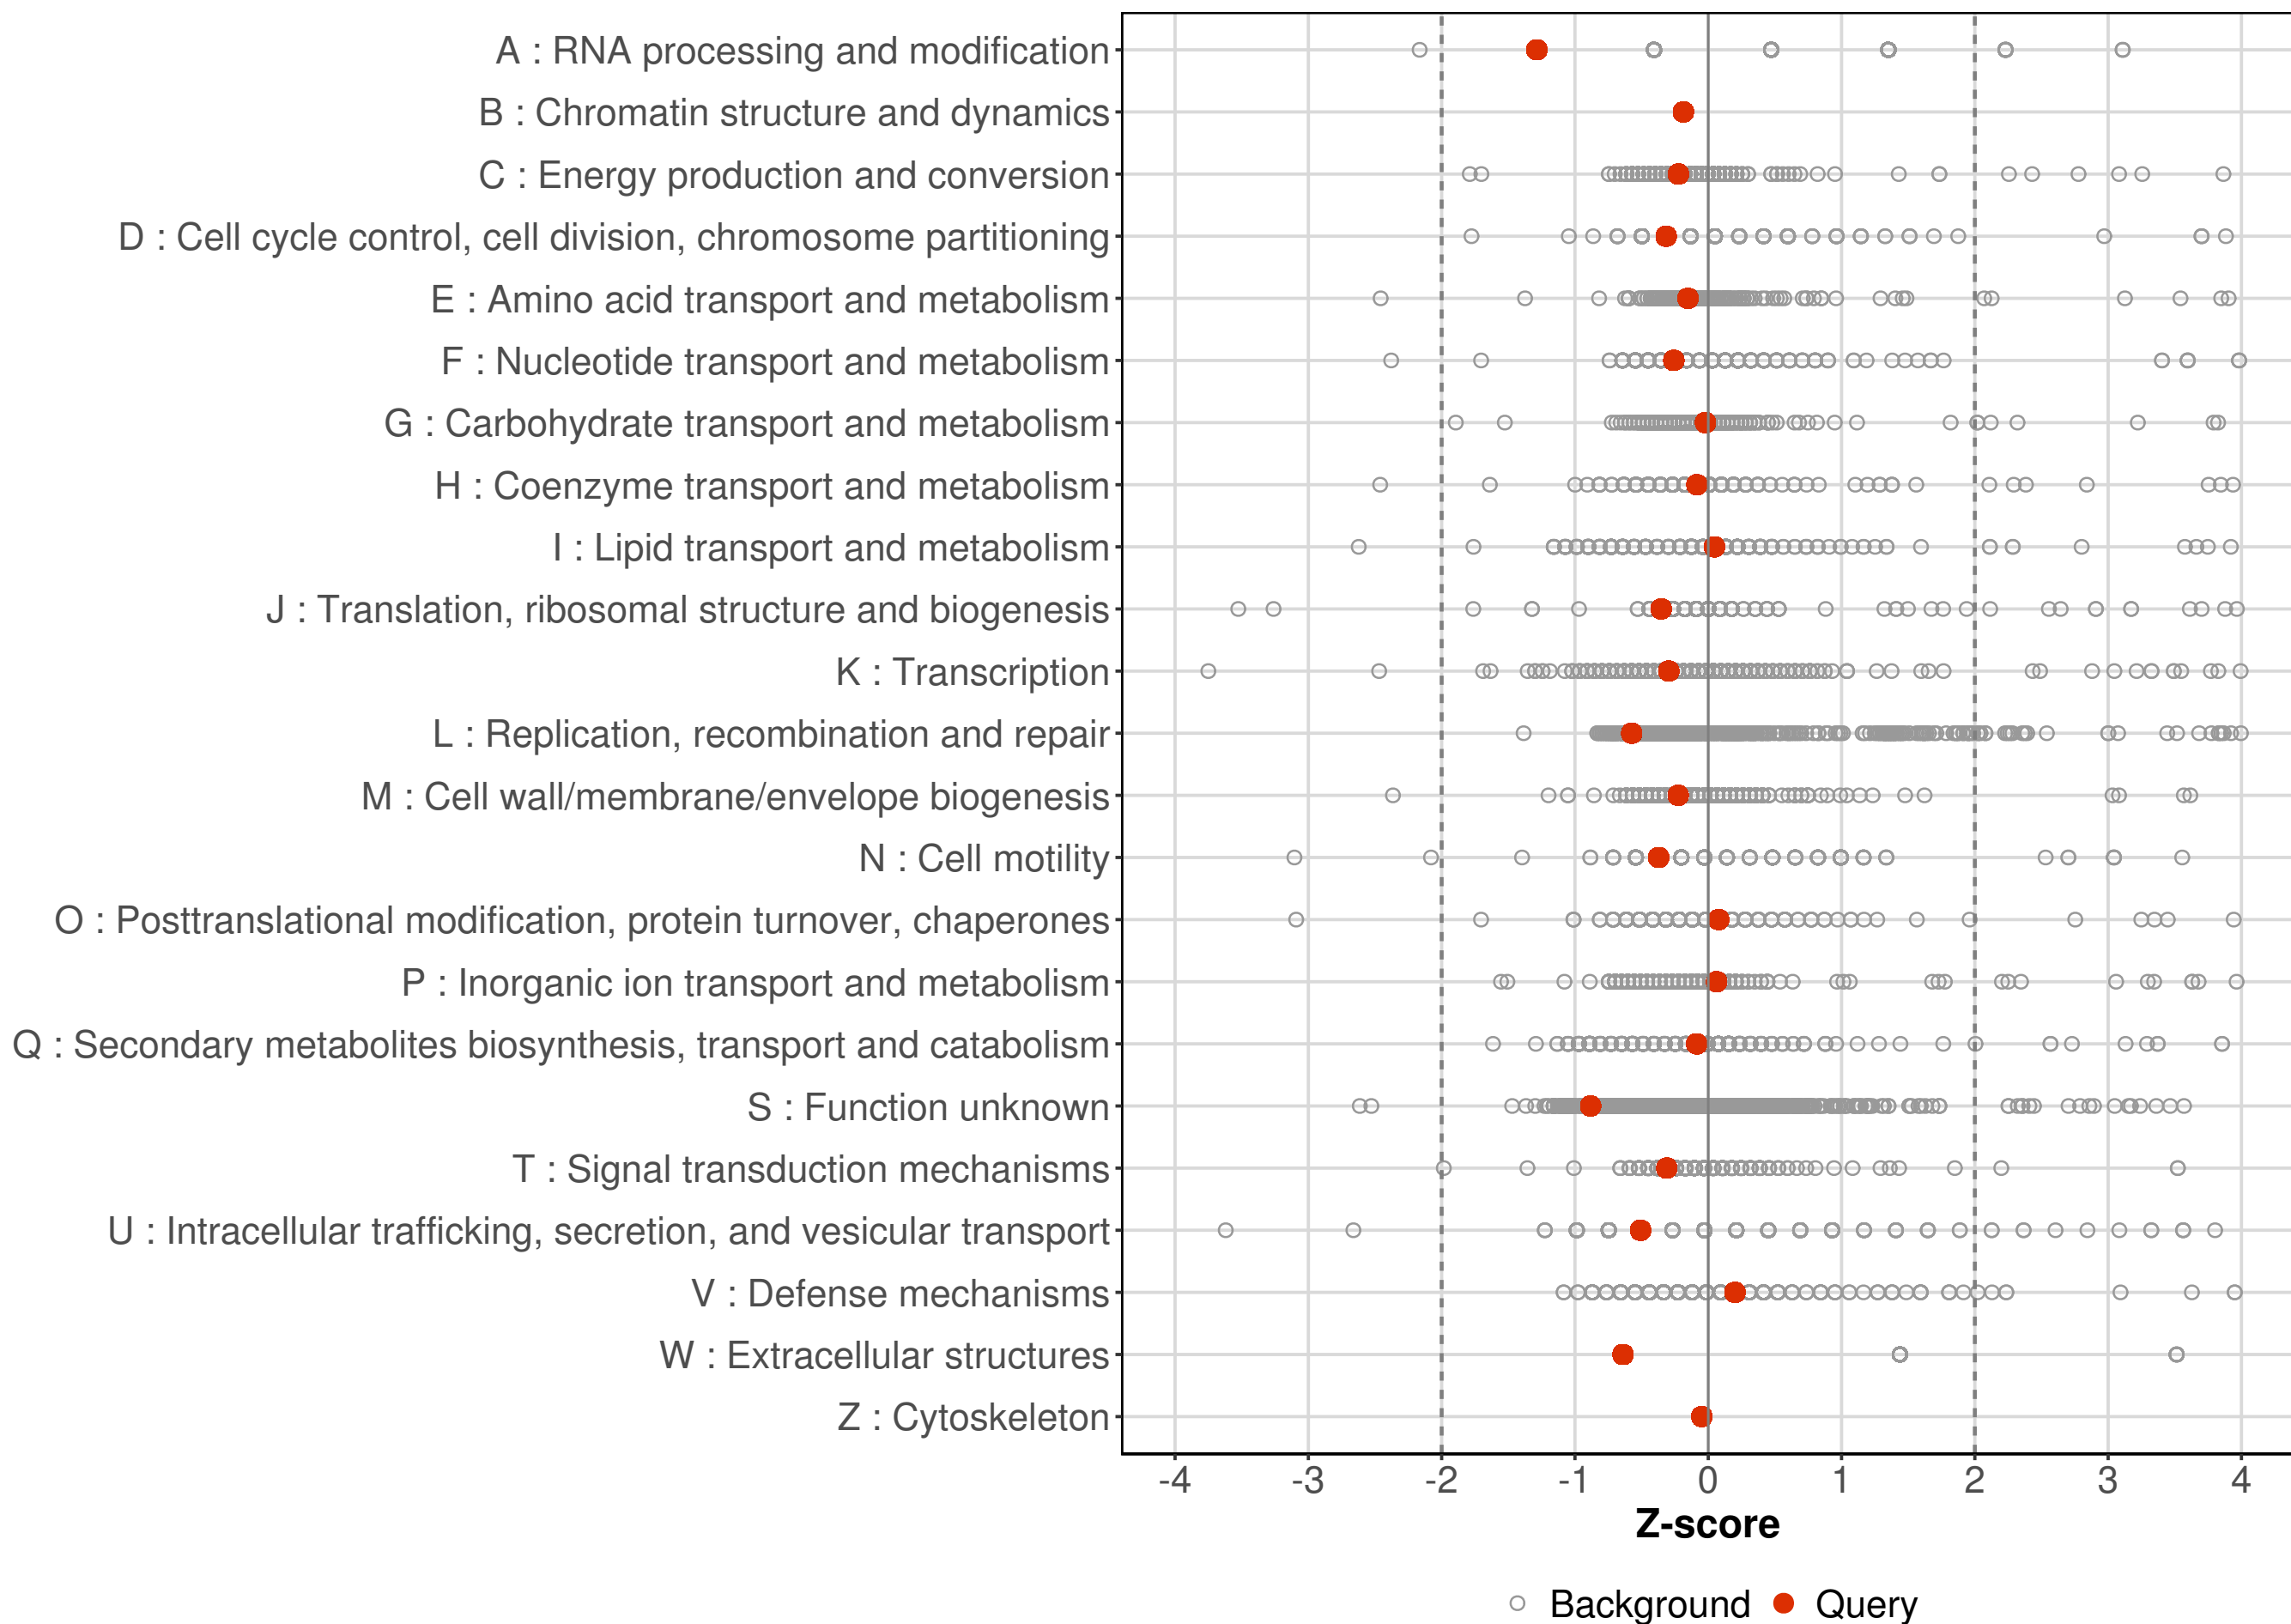 A : RNA processing and modification
B : Chromatin structure and dynamics
C : Energy production and conversion
D : Cell cycle control, cell division, chromosome partitioning
E : Amino acid transport and metabolism
F : Nucleotide transport and metabolism
G : Carbohydrate transport and metabolism
H : Coenzyme transport and metabolism
I : Lipid transport and metabolism
J : Translation, ribosomal structure and biogenesis
K : Transcription
L : Replication, recombination and repair
M : Cell wall/membrane/envelope biogenesis
N : Cell motility
O : Posttranslational modification, protein turnover, chaperones
P : Inorganic ion transport and metabolism
Q : Secondary metabolites biosynthesis, transport and catabolism
S : Function unknown
T : Signal transduction mechanisms
U : Intracellular trafficking, secretion, and vesicular transport
V : Defense mechanisms
W : Extracellular structures
Z : Cytoskeleton
-4 -3 -2 -1 0 1 2 3 4
Z-score
Background Query